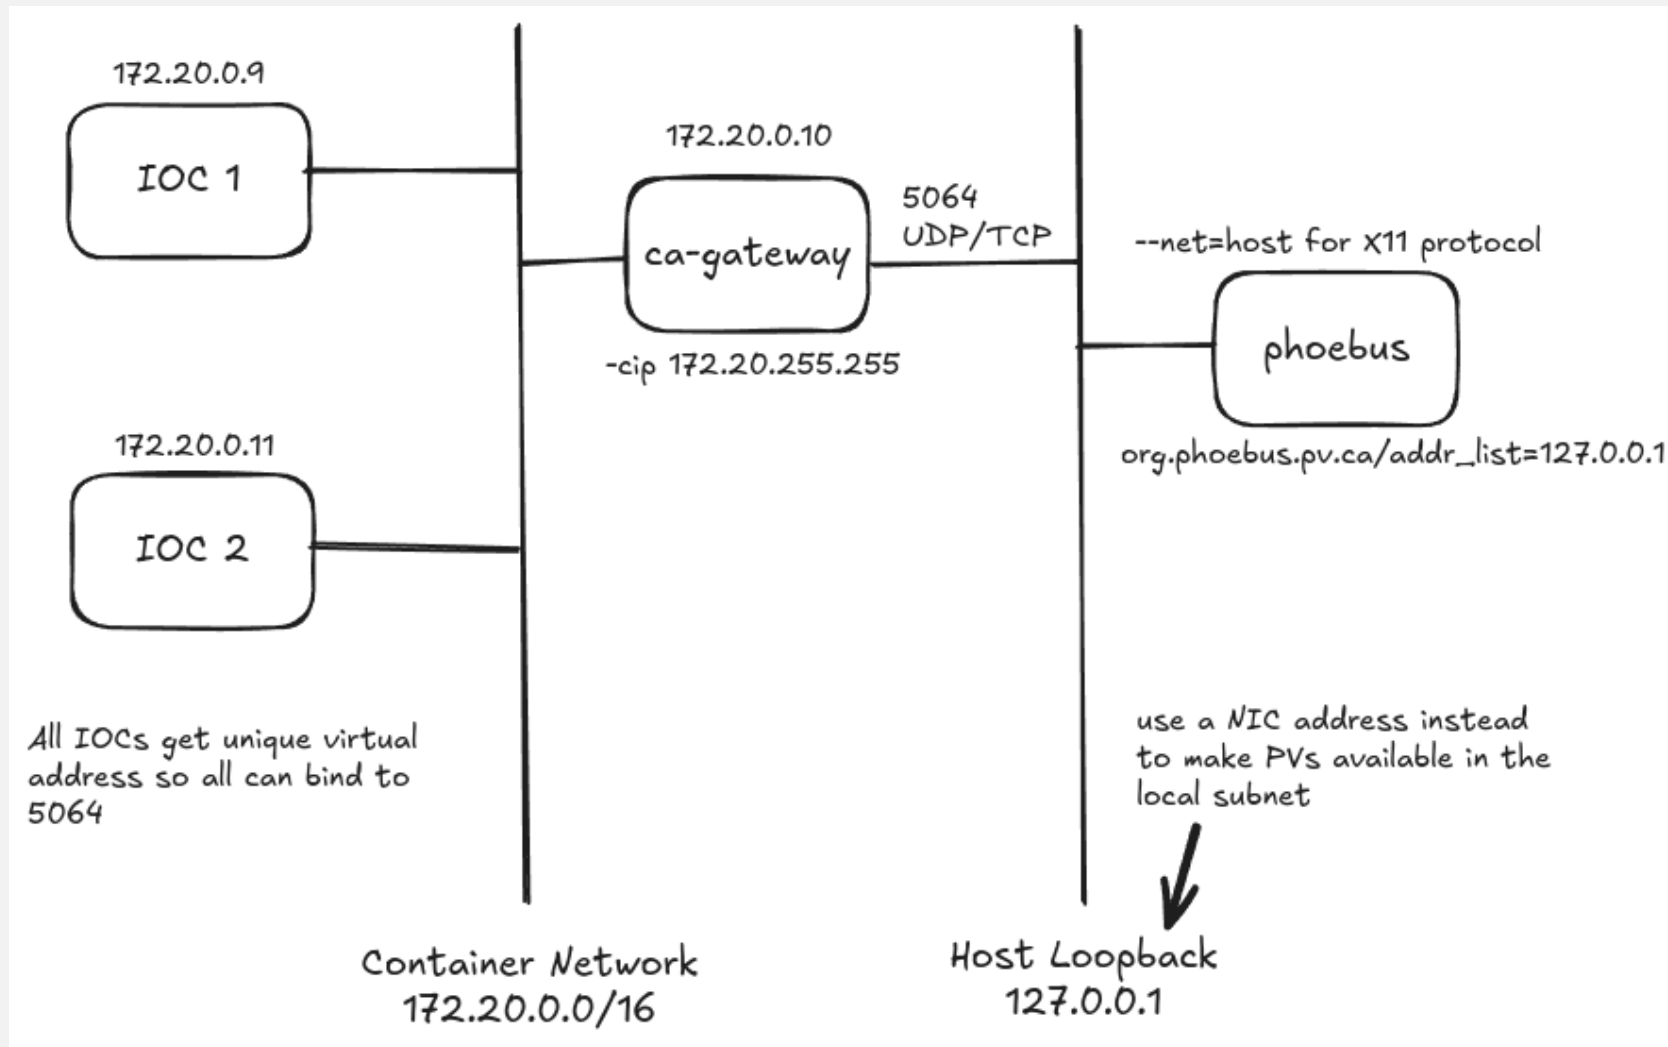 172.20.0.9
IOC 1
172.20.0.10
ca-gateway
-cip 172.20.255.255
5064
UDP/TCP
--net=host for X11 protocol
phoebus
org.phoebus.pv.ca/addr_list=127.0.0.1
172.20.0.11
IOC 2
All IOCs get unique virtual
address so all can bind to
5064
use a NIC address instead
to make PVs available in the
local subnet
Container Network
172.20.0.0/16
Host Loopback
127.0.0.1